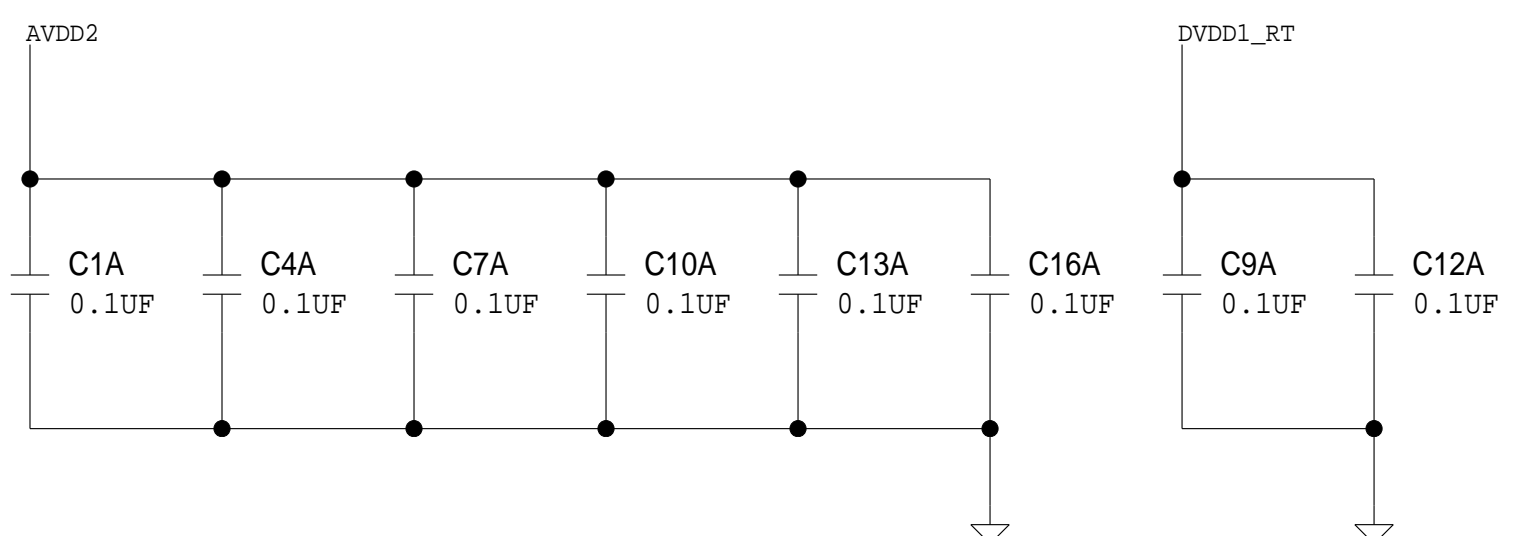 AVDD2
DVDD1_RT
C1A
0.1UF
C4A
0.1UF
C7A
0.1UF
C10A
0.1UF
C13A
0.1UF
C16A
0.1UF
C9A
0.1UF
C12A
0.1UF